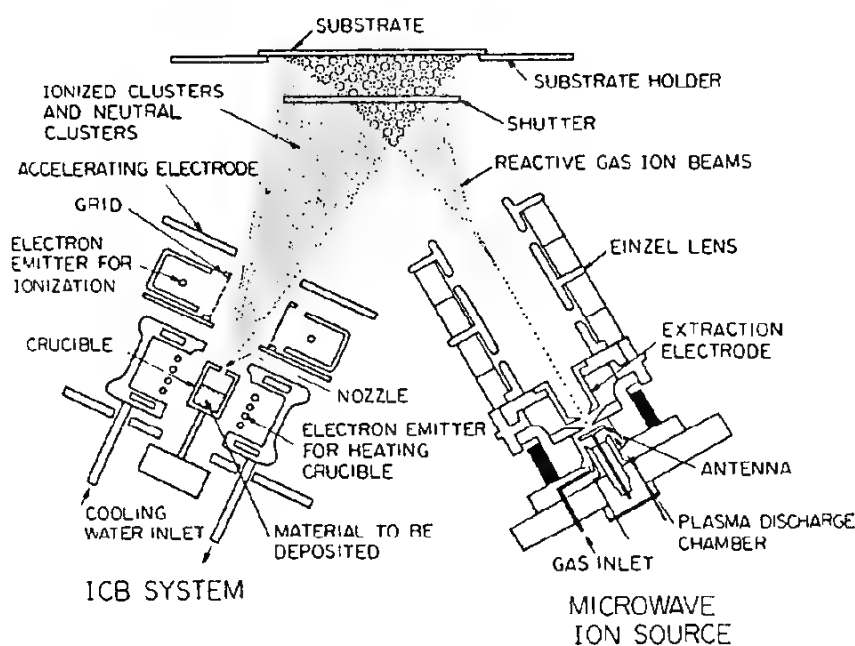 SUBSTRATE
SUBSTRATE HOLDER
IONIZED CLUSTERS
AND NEUTRAL
CLUSTERS
SHUTTER
REACTIVE GAS ION BEAMS
ACCELERATING ELECTRODE
GRID
ELECTRON
EMITTER FOR
IONIZATION
EINZEL LENS
CRUCIBLE
EXTRACTION
ELECTRODE
NOZZLE
ELECTRON EMITTER
FOR HEATING
CRUCIBLE
ANTENNA
COOLING
WATER INLET
MATERIAL TO BE
DEPOSITED
PLASMA DISCHARGE
CHAMBER
GAS INLET
ICB SYSTEM
MICROWAVE
ION SOURCE